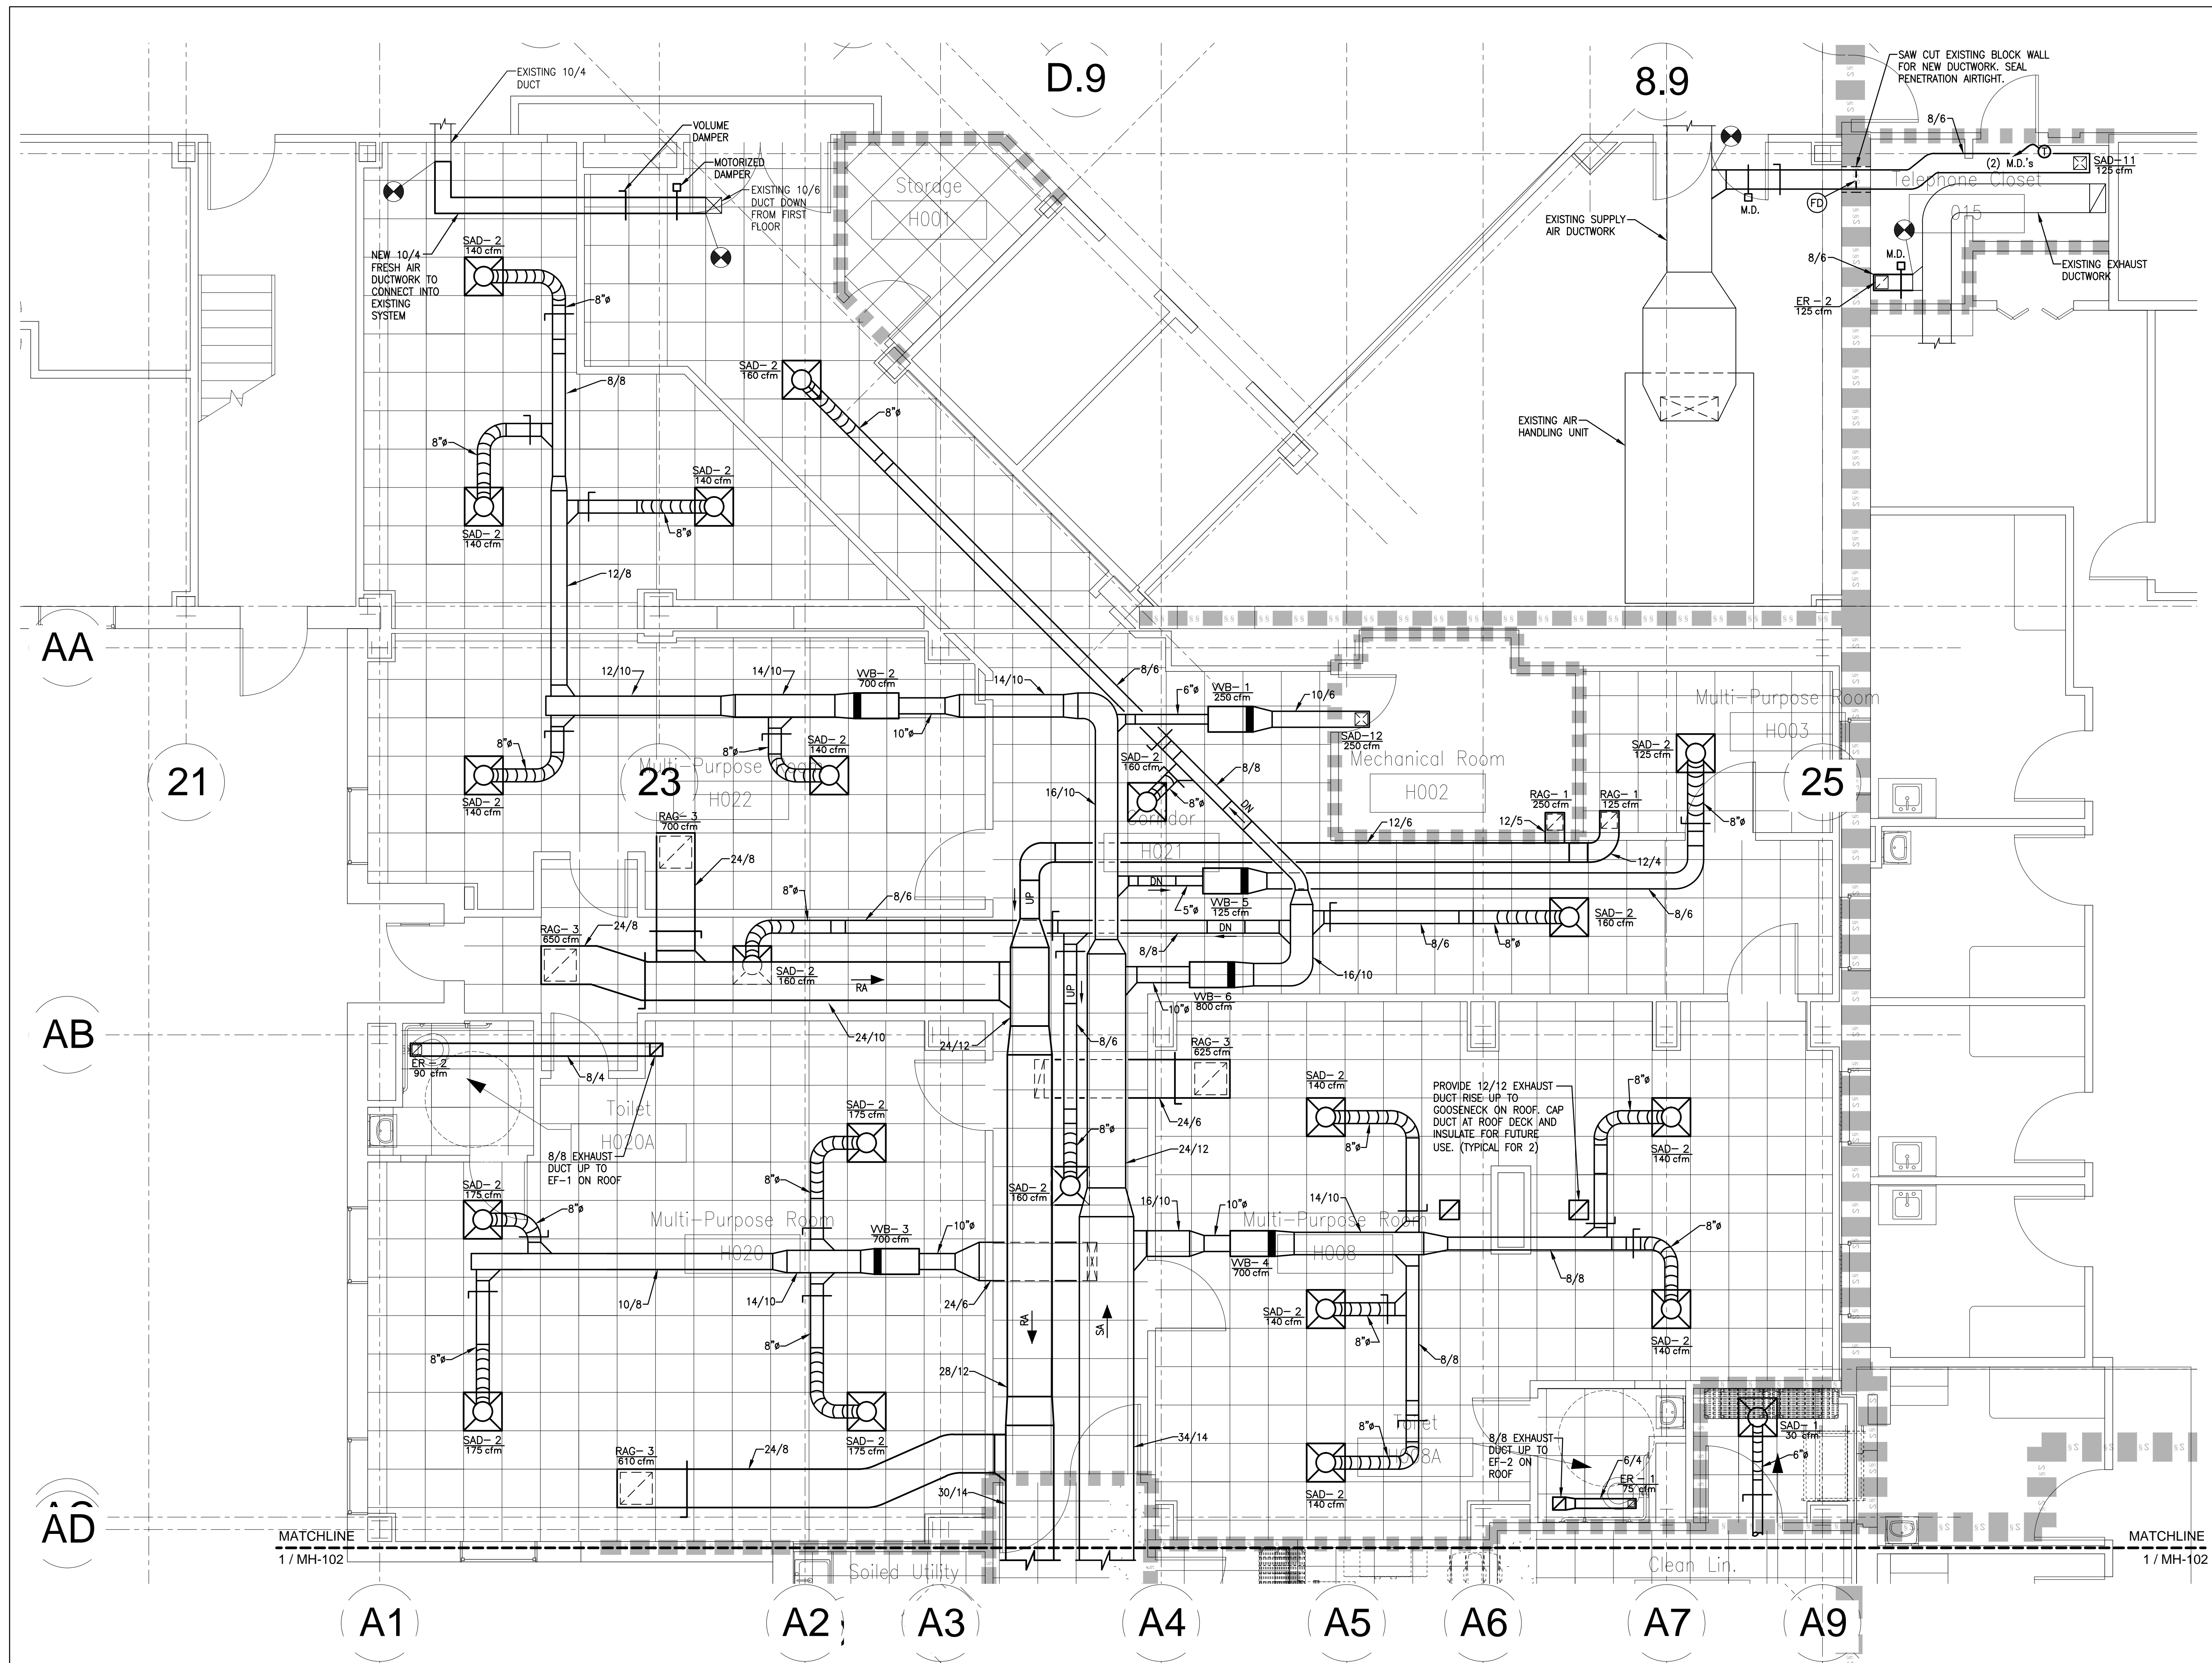 D.9
8.9
EXISTING 10/4
DUCT
VOLUME
DAMPER
MOTORIZED
DAMPER
EXISTING 10/6
DUCT DOWN
FROM FIRST
FLOOR
Storage
H001
SAW CUT EXISTING BLOCK WALL
FOR NEW DUCTWORK. SEAL
PENETRATION AIRTIGHT.
8/6
(2) M.D.'s
T
SAD-11
125 cfm
Telephone Closet
015
FD
M.D.
EXISTING SUPPLY
AIR DUCTWORK
8/6
M.D.
EXISTING EXHAUST
DUCTWORK
ER-2
125 cfm
NEW 10/4
FRESH AIR
DUCTWORK TO
CONNECT INTO
EXISTING
SYSTEM
SAD-2
140 cfm
8"ø
8/8
SAD-2
160 cfm
8"ø
EXISTING AIR
HANDLING UNIT
8"ø
SAD-2
140 cfm
SAD-2
140 cfm
8"ø
12/8
AA
12/10
14/10
VVB-2
700 cfm
10"ø
14/10
8/6
6"ø
VVB-1
250 cfm
10/6
SAD-12
250 cfm
Multi-Purpose Room
H003
21
23
25
8"ø
SAD-2
140 cfm
8"ø
SAD-2
140 cfm
Multi-Purpose Room
H022
16/10
SAD-2
160 cfm
8"ø
8/8
DN
Mechanical Room
H002
SAD-2
125 cfm
8"ø
RAG-1
250 cfm
RAG-1
125 cfm
12/5
12/6
12/4
Corridor
H021
RAG-3
700 cfm
24/8
8"ø
8/6
UP
DN
5"ø
VVB-5
125 cfm
8/6
RAG-3
650 cfm
24/8
SAD-2
160 cfm
RA
8/8
DN
8/6
8"ø
SAD-2
160 cfm
16/10
10"ø
VVB-6
800 cfm
UP
AB
24/10
24/12
8/6
ER-2
90 cfm
8/4
Toilet
H020A
8/8 EXHAUST
DUCT UP TO
EF-1 ON ROOF
RAG-3
625 cfm
24/6
8"ø
24/12
SAD-2
160 cfm
SAD-2
140 cfm
8"ø
PROVIDE 12/12 EXHAUST
DUCT RISE UP TO
GOOSENECK ON ROOF. CAP
DUCT AT ROOF DECK AND
INSULATE FOR FUTURE
USE. (TYPICAL FOR 2)
8"ø
SAD-2
140 cfm
SAD-2
175 cfm
8"ø
SAD-2
175 cfm
8"ø
Multi-Purpose Room
H020
VVB-3
700 cfm
10"ø
16/10
10"ø
Multi-Purpose Room
H008
14/10
VVB-4
700 cfm
8"ø
8/8
10/8
14/10
24/6
RA
SA
SAD-2
140 cfm
8"ø
SAD-2
140 cfm
8"ø
8"ø
28/12
8/8
SAD-2
175 cfm
SAD-2
175 cfm
RAG-3
610 cfm
24/8
34/14
30/14
8"ø
Toilet
H008A
SAD-2
140 cfm
8/8 EXHAUST
DUCT UP TO
EF-2 ON
ROOF
6/4
ER-1
75 cfm
SAD-1
30 cfm
6"ø
AD
MATCHLINE
1 / MH-102
MATCHLINE
1 / MH-102
Soiled Utility
Clean Lin.
A1
A2
A3
A4
A5
A6
A7
A9